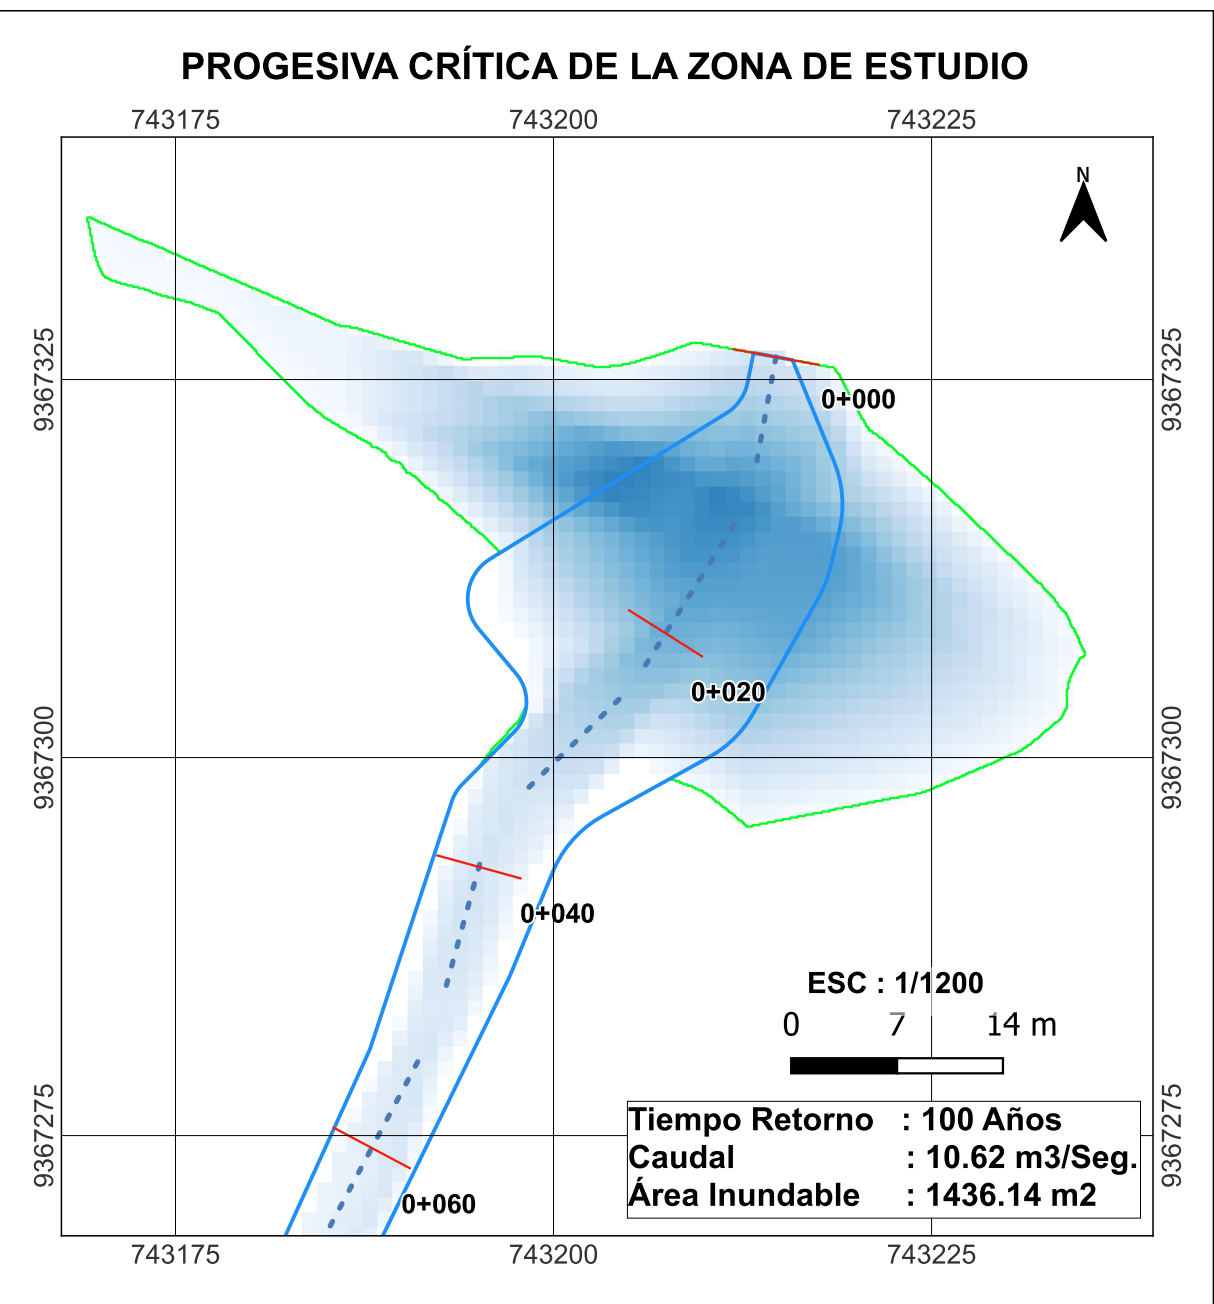 PROGESIVA CRÍTICA DE LA ZONA DE ESTUDIO
743175 743200 743225
N
9367325 9367325
0+000
0+020
9367300 9367300
0+040
ESC : 1/1200
0 7 14 m
9367275 9367275
Tiempo Retorno : 100 Años
Caudal : 10.62 m3/Seg.
Área Inundable : 1436.14 m2
0+060
743175 743200 743225